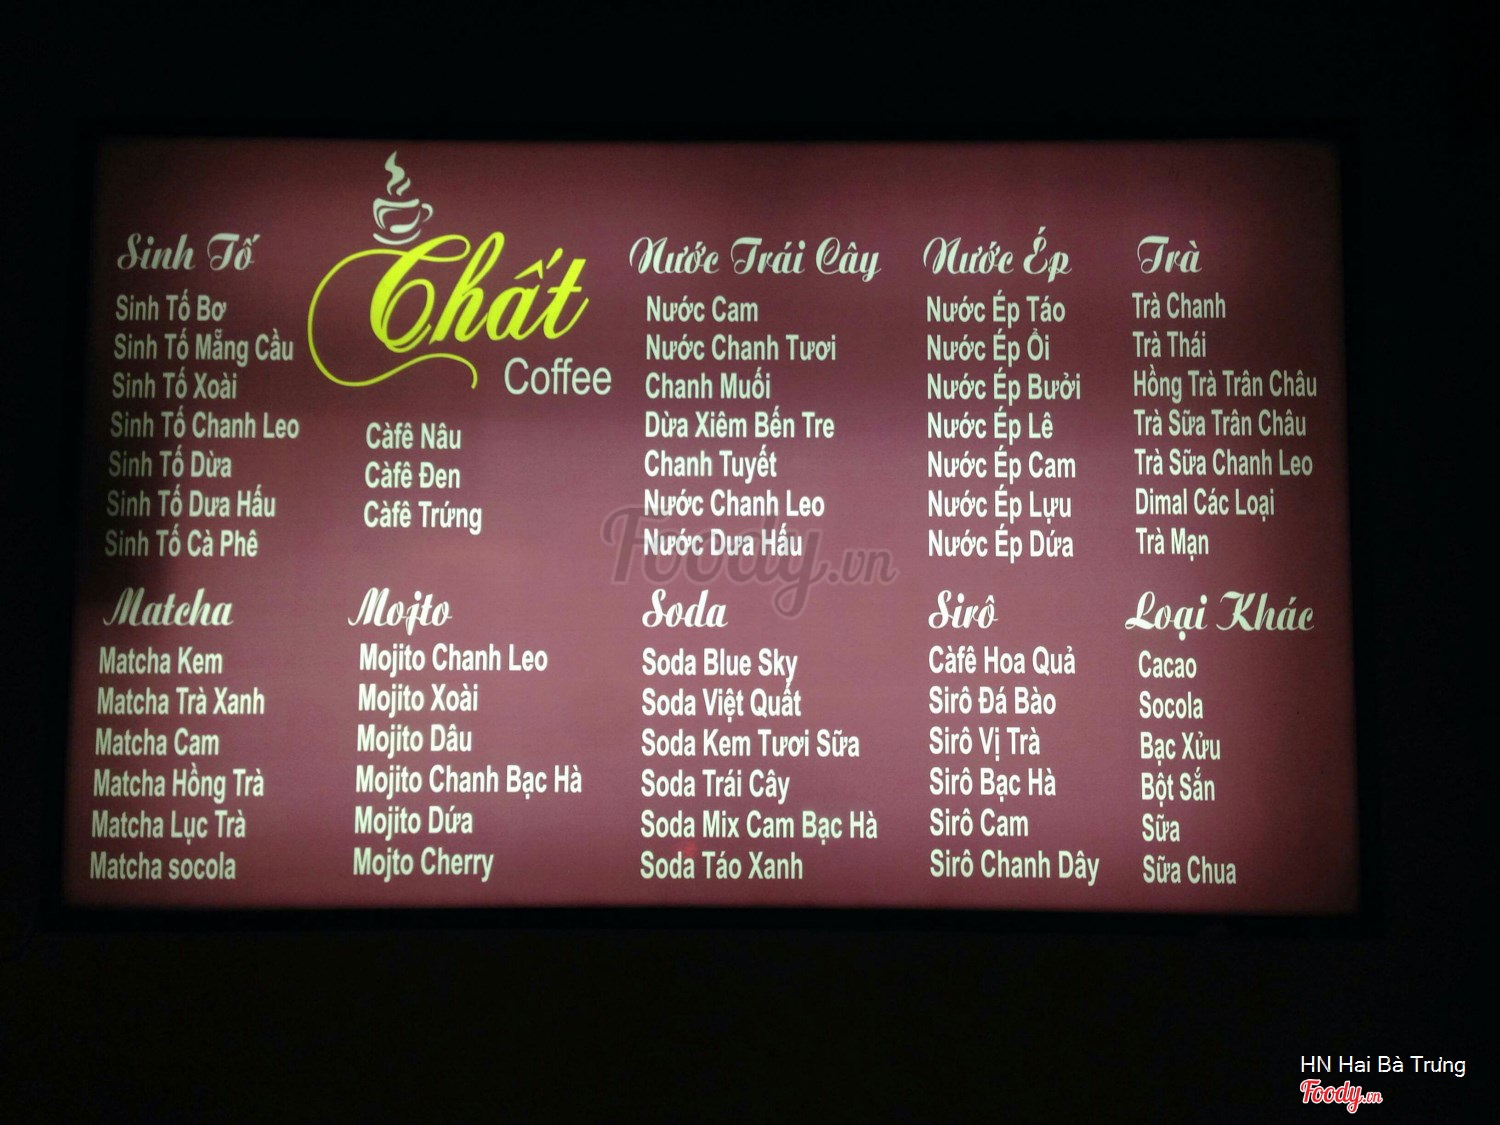 Sinh Tố
Sinh Tố Bơ
Sinh Tố Mẵng Cầu
Sinh Tố Xoài
Sinh Tố Chanh Leo
Sinh Tố Dừa
Sinh Tố Dưa Hấu
Sinh Tố Cà Phê
Chất
Coffee
Càfê Nâu
Càfê Đen
Càfê Trứng
Nước Trái Cây
Nước Cam
Nước Chanh Tươi
Chanh Muối
Dừa Xiêm Bến Tre
Chanh Tuyết
Nước Chanh Leo
Nước Dưa Hấu
Nước Ép
Nước Ép Táo
Nước Ép Ổi
Nước Ép Bưởi
Nước Ép Lê
Nước Ép Cam
Nước Ép Lựu
Nước Ép Dứa
Trà
Trà Chanh
Trà Thái
Hồng Trà Trân Châu
Trà Sữa Trân Châu
Trà Sữa Chanh Leo
Dimal Các Loại
Trà Mạn
Matcha
Matcha Kem
Matcha Trà Xanh
Matcha Cam
Matcha Hồng Trà
Matcha Lục Trà
Matcha socola
Mojto
Mojito Chanh Leo
Mojito Xoài
Mojito Dâu
Mojito Chanh Bạc Hà
Mojito Dứa
Mojto Cherry
Soda
Soda Blue Sky
Soda Việt Quất
Soda Kem Tươi Sữa
Soda Trái Cây
Soda Mix Cam Bạc Hà
Soda Táo Xanh
Sirô
Càfê Hoa Quả
Sirô Đá Bào
Sirô Vị Trà
Sirô Bạc Hà
Sirô Cam
Sirô Chanh Dây
Loại Khác
Cacao
Socola
Bạc Xửu
Bột Sắn
Sữa
Sữa Chua
Foody.vn
HN Hai Bà Trưng
Foody.vn